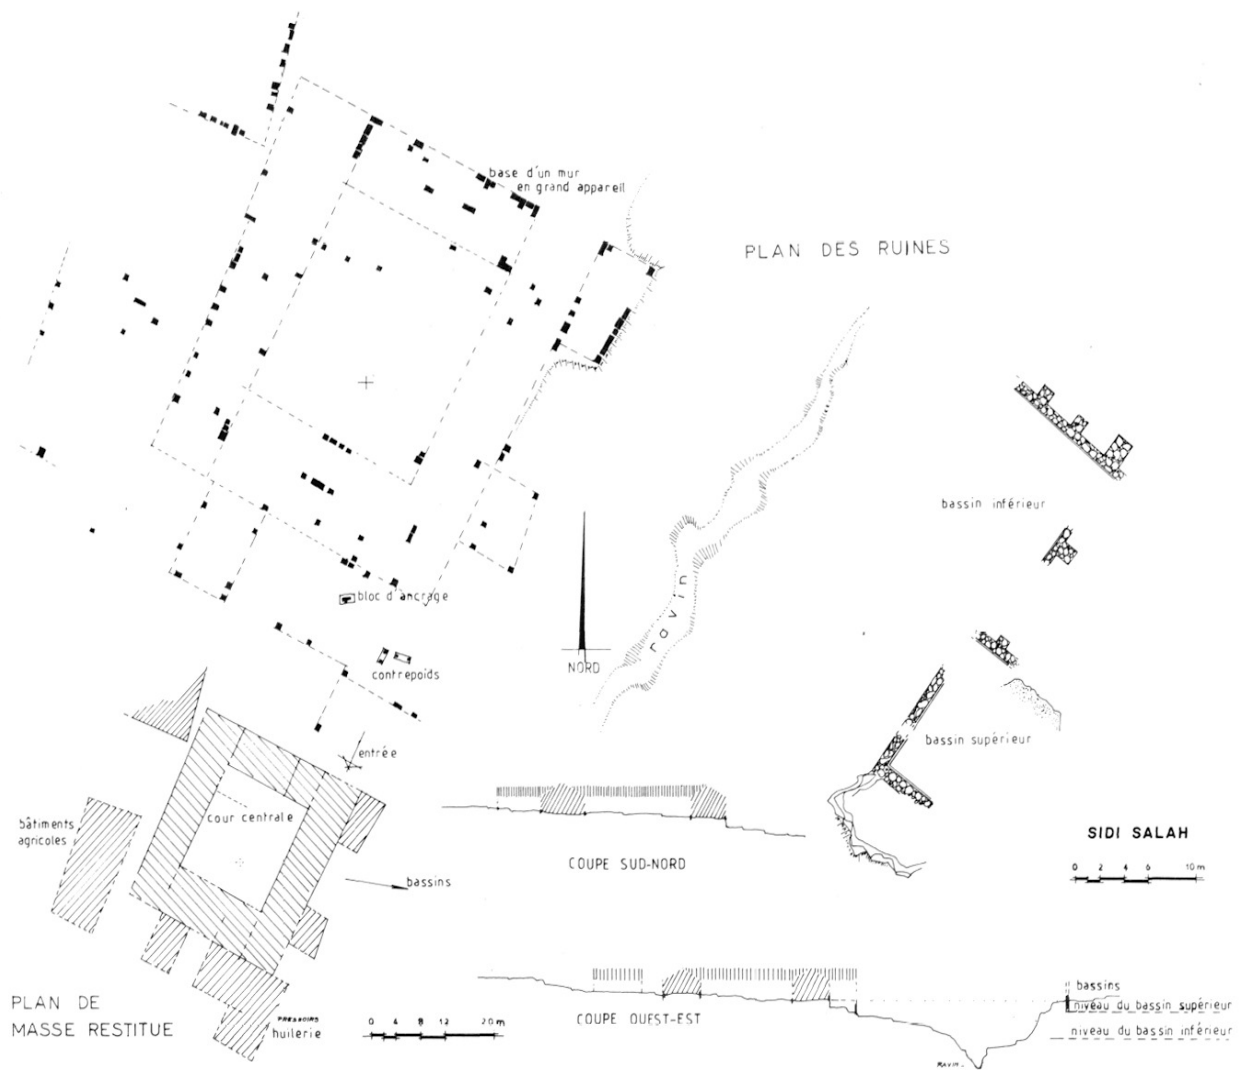 base d'un mur
en grand appareil
PLAN DES RUINES
bassin inférieur
ravin
bloc d'ancrage
NORD
contrepoids
bassin supérieur
entrée
cour centrale
bâtiments
agricoles
bassins
COUPE SUD-NORD
SIDI SALAH
0 2 4 6 10 m
PLAN DE
MASSE RESTITUE
PRESSOIRS
huilerie
0 4 8 12 20 m
COUPE OUEST-EST
bassins
niveau du bassin supérieur
niveau du bassin inférieur
RAVIN